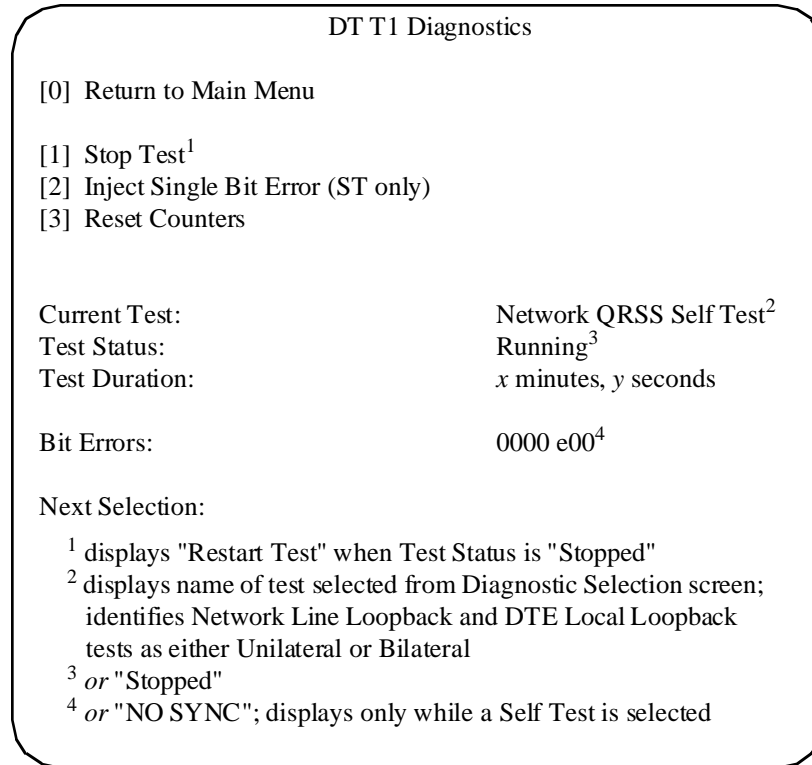 DT T1 Diagnostics
[0] Return to Main Menu
[1] Stop Test1
[2] Inject Single Bit Error (ST only)
[3] Reset Counters
Current Test: Network QRSS Self Test2
Test Status: Running3
Test Duration: x minutes, y seconds
Bit Errors: 0000 e004
Next Selection:
1 displays "Restart Test" when Test Status is "Stopped"
2 displays name of test selected from Diagnostic Selection screen;
identifies Network Line Loopback and DTE Local Loopback
tests as either Unilateral or Bilateral
3 or "Stopped"
4 or "NO SYNC"; displays only while a Self Test is selected